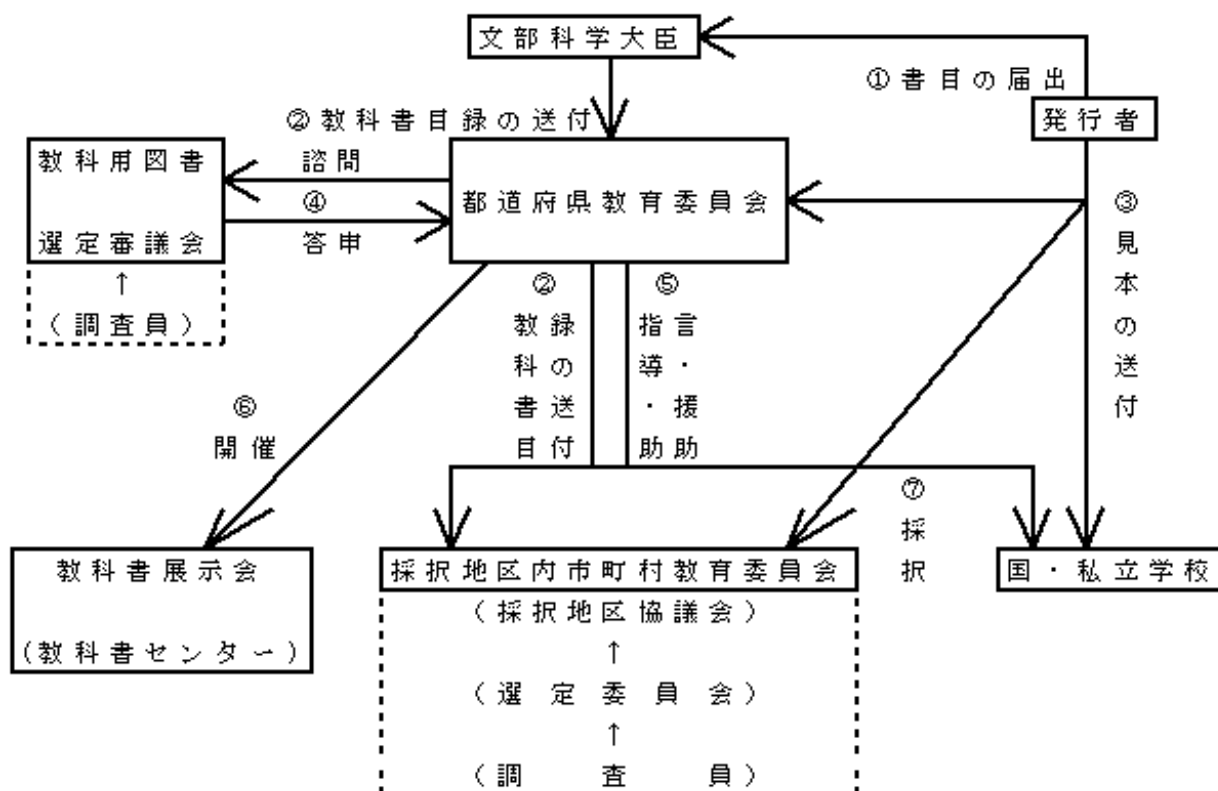 文部科学大臣
①書目の届出
発行者
②教科書目録の送付
教科用図書
選定審議会
↑
（調査員）
諮問
④
答申
都道府県教育委員会
③
見本の送付
②
教録
科の
書送
目付
⑤
指言
導・
・援
助助
⑥
開催
⑦
採択
教科書展示会
(教科書センター)
採択地区内市町村教育委員会
（採択地区協議会）
↑
（選定委員会）
↑
（調査員）
国・私立学校